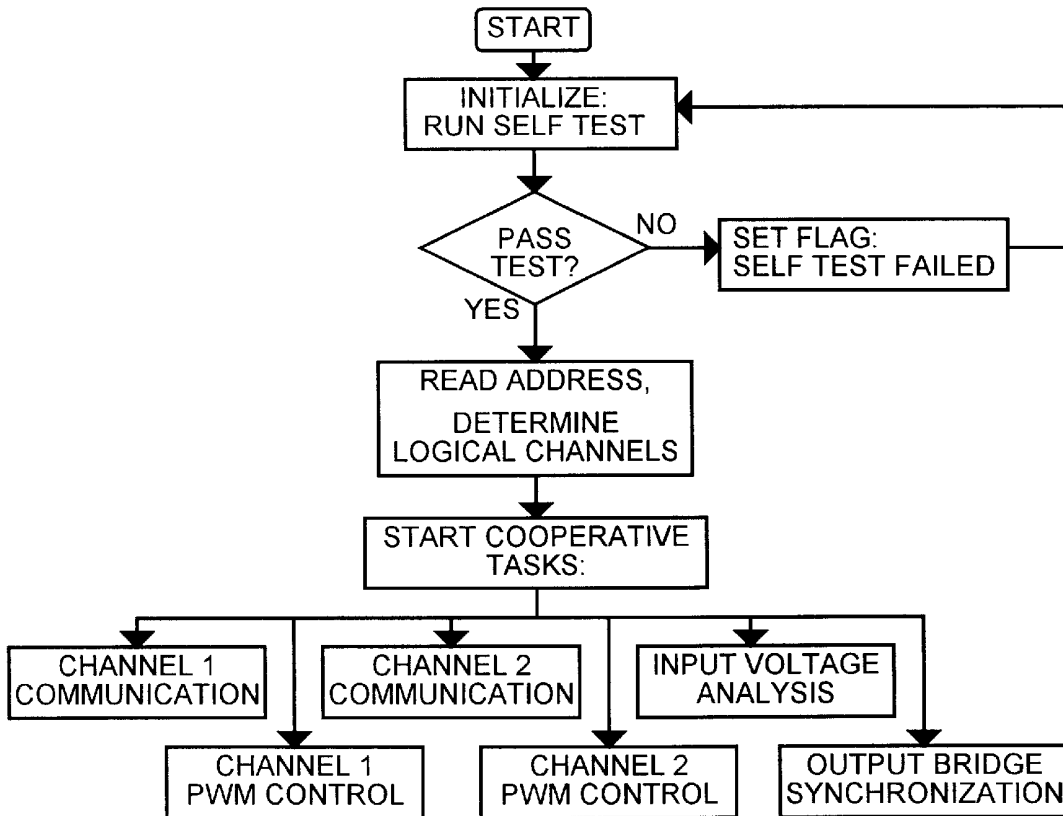 START
INITIALIZE:
RUN SELF TEST
PASS
TEST?
NO
SET FLAG:
SELF TEST FAILED
YES
READ ADDRESS,
DETERMINE
LOGICAL CHANNELS
START COOPERATIVE
TASKS:
CHANNEL 1
COMMUNICATION
CHANNEL 2
COMMUNICATION
INPUT VOLTAGE
ANALYSIS
CHANNEL 1
PWM CONTROL
CHANNEL 2
PWM CONTROL
OUTPUT BRIDGE
SYNCHRONIZATION